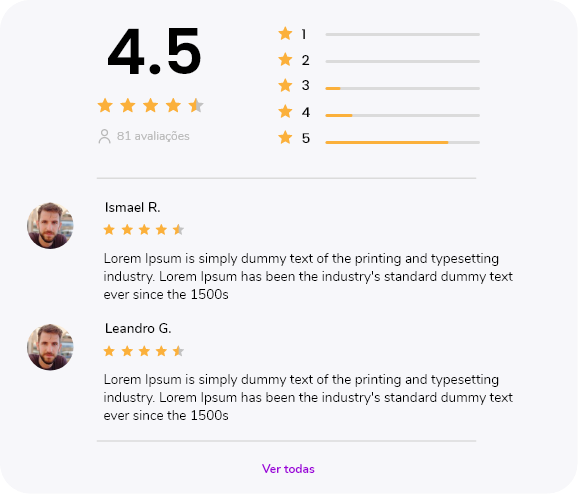 4.5
81 avaliações
1
2
3
4
5
Ismael R.
Lorem Ipsum is simply dummy text of the printing and typesetting
industry. Lorem Ipsum has been the industry's standard dummy text
ever since the 1500s
Leandro G.
Lorem Ipsum is simply dummy text of the printing and typesetting
industry. Lorem Ipsum has been the industry's standard dummy text
ever since the 1500s
Ver todas